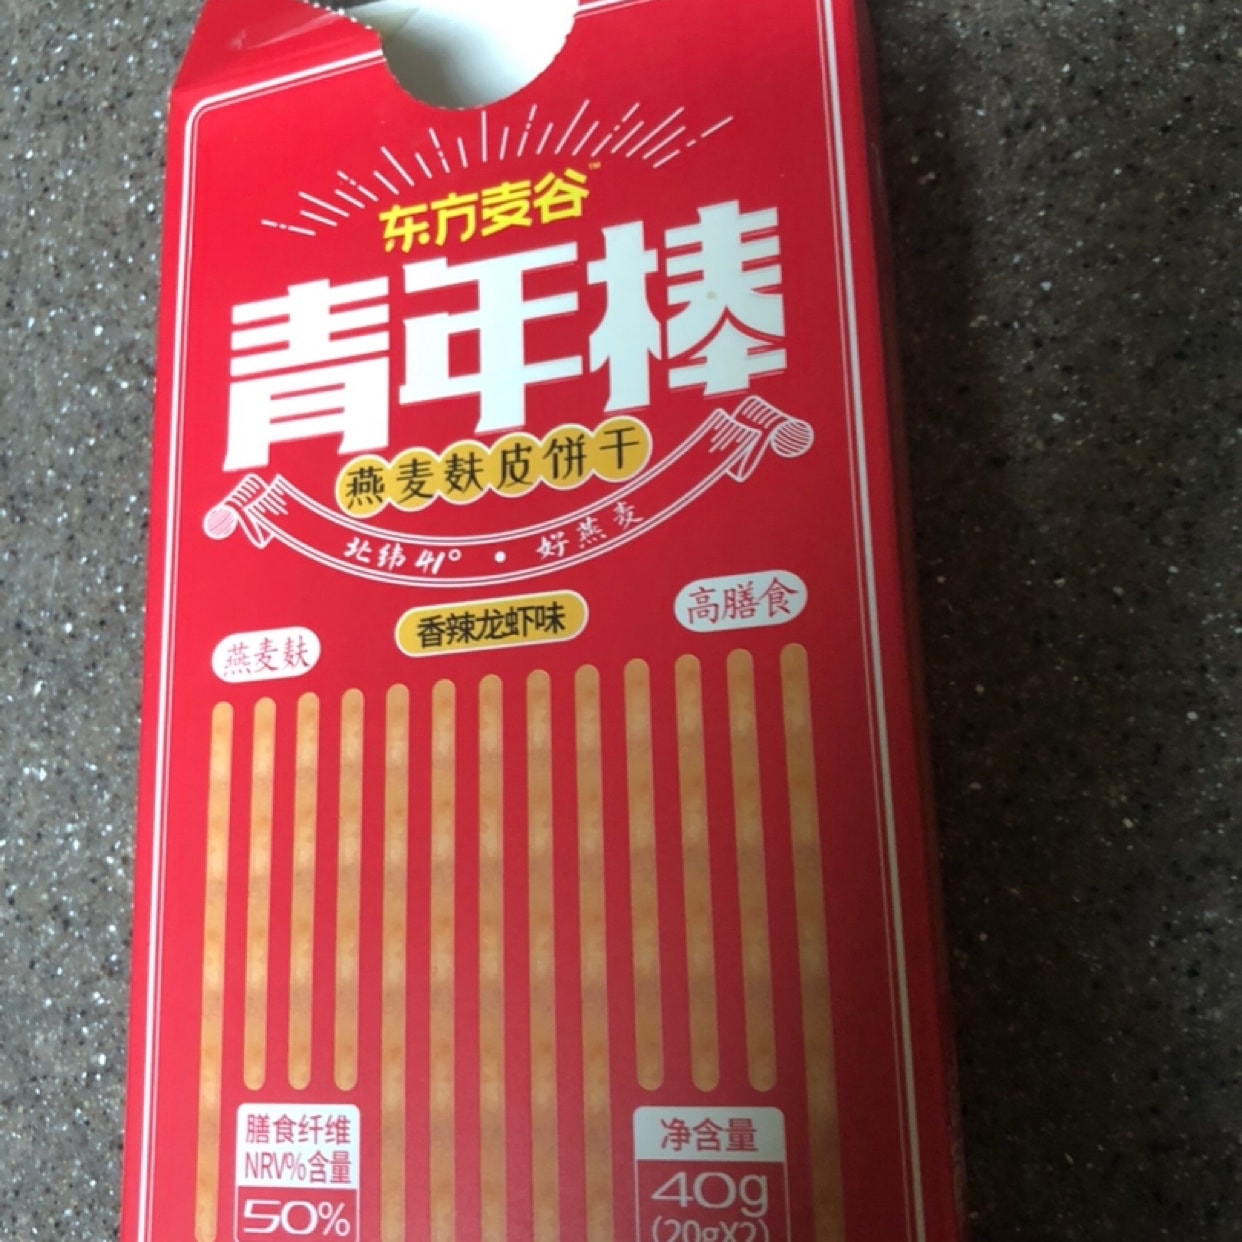 东方麦谷™
青年棒
燕麦麸皮饼干
北纬41°·好燕麦
香辣龙虾味
高膳食
燕麦麸
膳食纤维
NRV%含量
50%
净含量
40g
(20gX2)